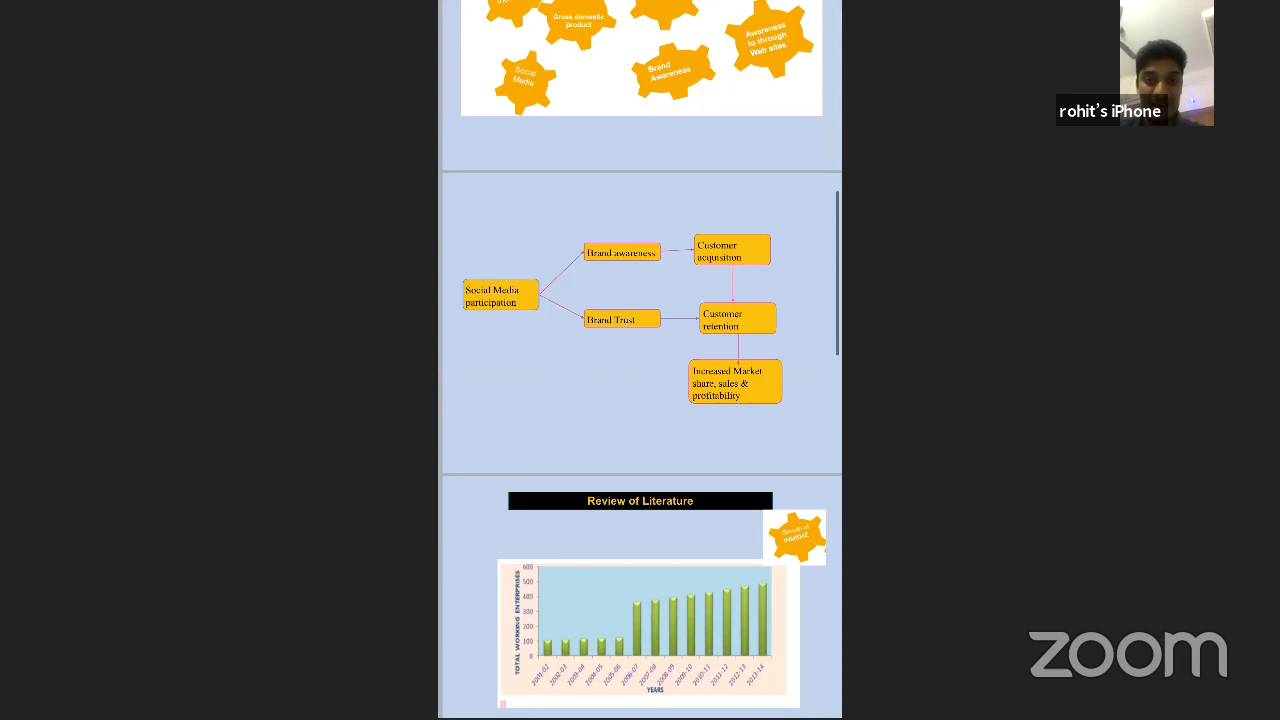 Gross domestic
product
Awareness
to through
Web sites
Social
Media
Brand
Awareness
rohit's iPhone
Social Media
participation
Brand awareness
Customer
acquisition
Brand Trust
Customer
retention
Increased Market
share, sales &
profitability
Review of Literature
Growth of
INMSME
TOTAL WORKING ENTERPRISES
600
500
400
300
200
100
0
2001-02
2002-03
2003-04
2004-05
2005-06
2006-07
2007-08
2008-09
2009-10
2010-11
2011-12
2012-13
2013-14
YEARS
zoom